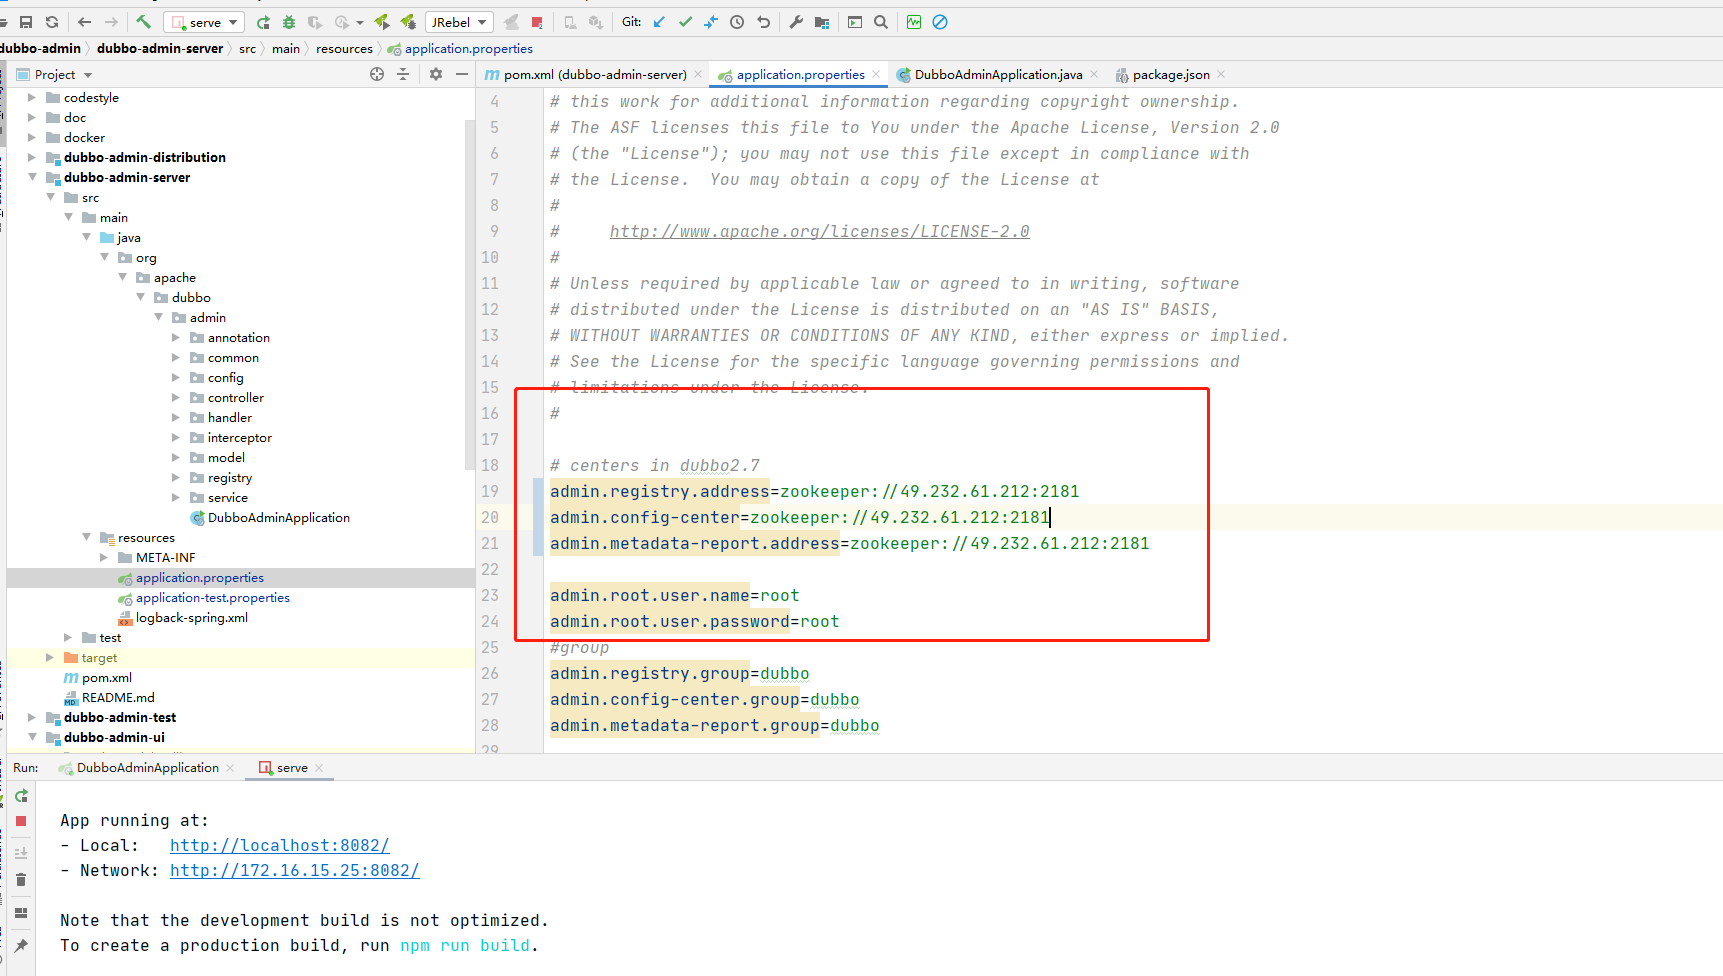 serve
JRebel
Git:
dubbo-admin
dubbo-admin-server
src
main
resources
application.properties
Project
pom.xml (dubbo-admin-server)
application.properties
DubboAdminApplication.java
package.json
codestyle
doc
docker
dubbo-admin-distribution
dubbo-admin-server
src
main
java
org
apache
dubbo
admin
annotation
common
config
controller
handler
interceptor
model
registry
service
DubboAdminApplication
resources
META-INF
application.properties
application-test.properties
logback-spring.xml
test
target
pom.xml
README.md
dubbo-admin-test
dubbo-admin-ui
4 # this work for additional information regarding copyright ownership.
5 # The ASF licenses this file to You under the Apache License, Version 2.0
6 # (the "License"); you may not use this file except in compliance with
7 # the License.  You may obtain a copy of the License at
8 #
9 #     http://www.apache.org/licenses/LICENSE-2.0
10 #
11 # Unless required by applicable law or agreed to in writing, software
12 # distributed under the License is distributed on an "AS IS" BASIS,
13 # WITHOUT WARRANTIES OR CONDITIONS OF ANY KIND, either express or implied.
14 # See the License for the specific language governing permissions and
15 # limitations under the License.
16 #
17
18 # centers in dubbo2.7
19 admin.registry.address=zookeeper://49.232.61.212:2181
20 admin.config-center=zookeeper://49.232.61.212:2181
21 admin.metadata-report.address=zookeeper://49.232.61.212:2181
22
23 admin.root.user.name=root
24 admin.root.user.password=root
25 #group
26 admin.registry.group=dubbo
27 admin.config-center.group=dubbo
28 admin.metadata-report.group=dubbo
29
Run:
DubboAdminApplication
serve
App running at:
- Local:   http://localhost:8082/
- Network: http://172.16.15.25:8082/
Note that the development build is not optimized.
To create a production build, run npm run build.